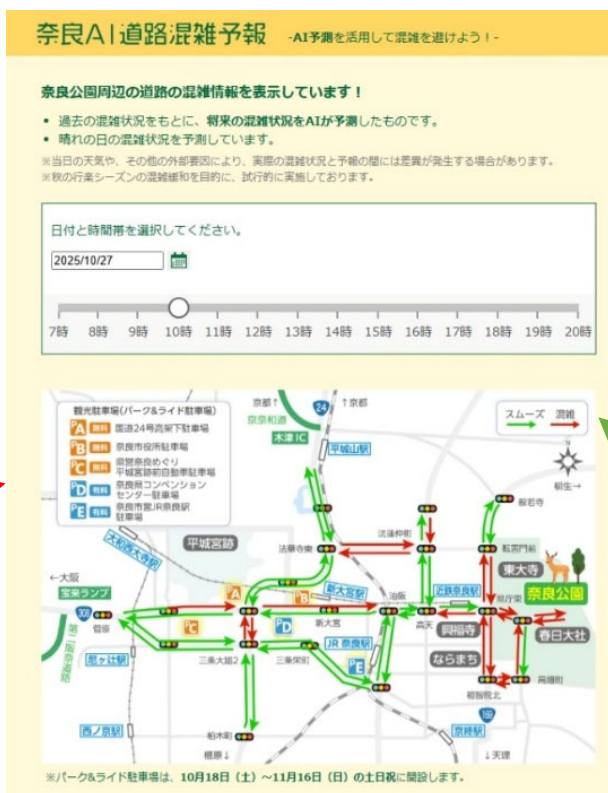 奈良AI道路混雑予報 -AI予測を活用して混雑を避けよう!-
奈良公園周辺の道路の混雑情報を表示しています!
• 過去の混雑状況をもとに、将来の混雑状況をAIが予測したものです。
• 晴れの日の混雑状況を予測しています。
※当日の天気や、その他の外部要因により、実際の混雑状況と予報の間には差異が発生する場合があります。
※秋の行楽シーズンの混雑緩和を目的に、試行的に実施しております。
日付と時間帯を選択してください。
2025/10/27
7時 8時 9時 10時 11時 12時 13時 14時 15時 16時 17時 18時 19時 20時
観光駐車場(パーク&ライド駐車場)
PA 無料 国道24号高架下駐車場
PB 無料 奈良市役所駐車場
PC 無料 県営奈良めぐり
平城宮跡前自動車駐車場
PD 有料 奈良県コンベンション
センター駐車場
PE 有料 奈良市営JR奈良駅
駐車場
京都↑
24
↑京都
京奈和道
木津IC
平城山駅
スムーズ 混雑
N
柳生→
般若寺
法蓮仲町
大和西大寺駅
平城宮跡
法華寺東
転害門前
東大寺
←大阪
宝来ランプ
A
B
新大宮駅
油阪
近鉄奈良駅
県庁東
奈良公園
308
菅原
C
D
新大宮
高天
興福寺
春日大社
第二阪奈道路
尼ヶ辻駅
三条大路2
三条栄町
JR奈良駅
PE
ならまち
高畑町
福智院北
西ノ京駅
柏木町
橿原↓
京終駅
169
↓天理
※パーク&ライド駐車場は、10月18日(土)~11月16日(日)の土日祝に開設します。